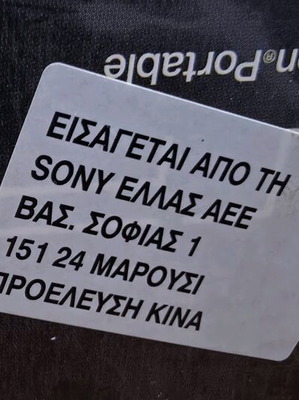 n®Portable
ΕΙΣΑΓΕΤΑΙ ΑΠΟ ΤΗ
SONY ΕΛΛΑΣ ΑΕΕ
ΒΑΣ. ΣΟΦΙΑΣ 1
151 24 ΜΑΡΟΥΣΙ
ΠΡΟΕΛΕΥΣΗ ΚΙΝΑ